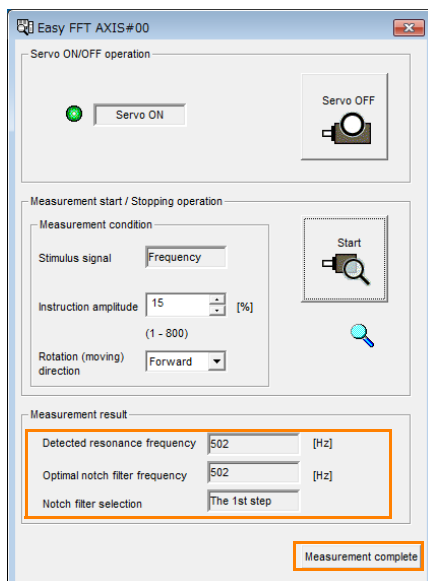 Easy FFT AXIS#00
Servo ON/OFF operation
Servo ON
Servo OFF
Measurement start / Stopping operation
Measurement condition
Stimulus signal Frequency
Start
Instruction amplitude 15 [%]
(1 - 800)
Rotation (moving) direction Forward
Measurement result
Detected resonance frequency 502 [Hz]
Optimal notch filter frequency 502 [Hz]
Notch filter selection The 1st step
Measurement complete